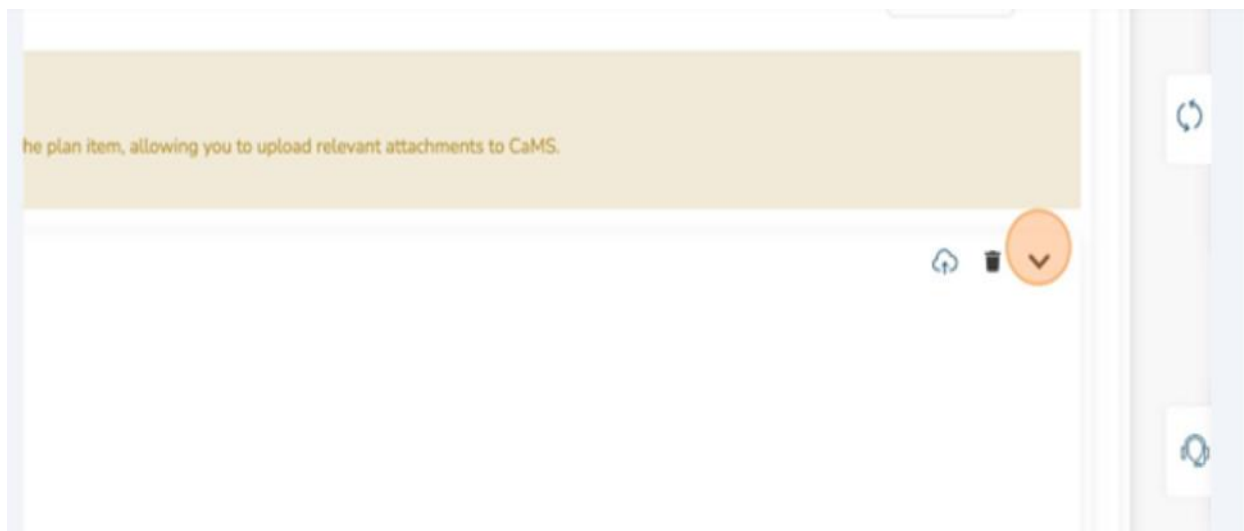 he plan item, allowing you to upload relevant attachments to CaMS.